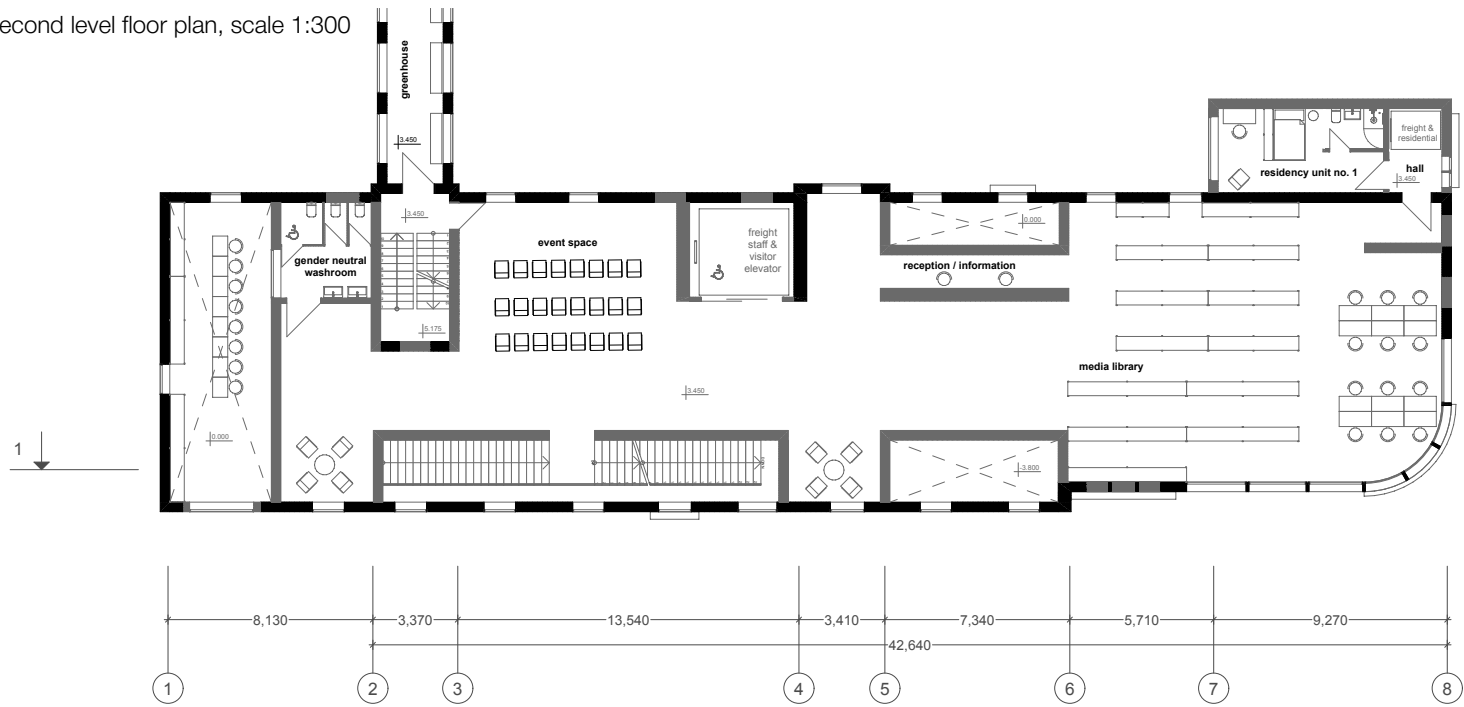 econd level floor plan, scale 1:300
greenhouse
3.450
freight &
residential
residency unit no. 1
hall
3.450
3.450
gender neutral
washroom
event space
freight
staff &
visitor
elevator
0.000
reception / information
5.175
media library
3.450
0.000
-3.800
1
8,130
3,370
13,540
3,410
7,340
5,710
9,270
42,640
1
2
3
4
5
6
7
8